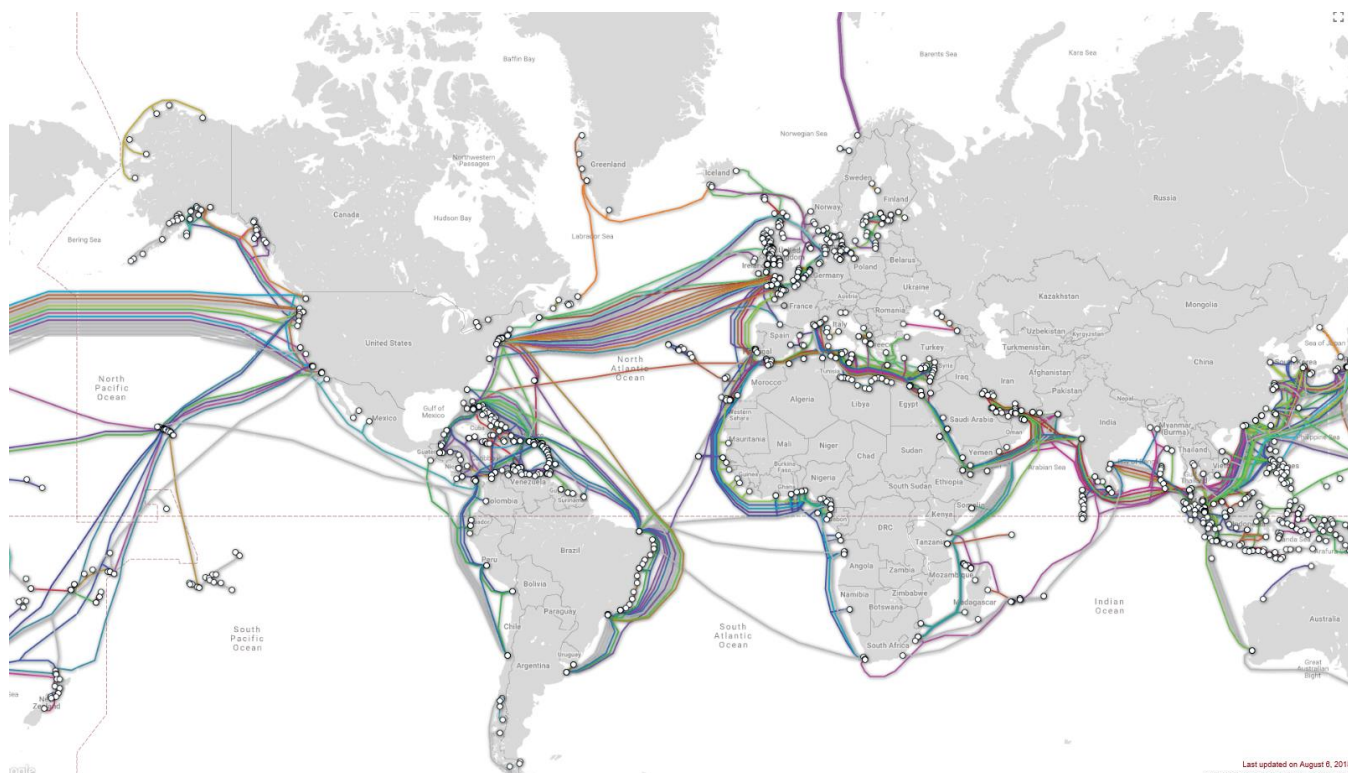 Baffin Bay
Barents Sea
Kara Sea
Norwegian Sea
Greenland
Iceland
Northwestern
Passages
Sweden
Finland
Norway
Russia
Canada
Hudson Bay
Bering Sea
Labrador Sea
Poland
Belarus
Germany
Ukraine
Kazakhstan
Mongolia
France
Austria
Romania
Italy
Spain
Turkey
Uzbekistan
Kyrgyzstan
Turkmenistan
Sea of Japan
United States
North
Pacific
Ocean
North
Atlantic
Ocean
China
Iraq
Iran
Afghanistan
Pakistan
Nepal
Morocco
Algeria
Libya
Egypt
Western
Sahara
Saudi Arabia
India
Myanmar
(Burma)
Gulf of
Mexico
Mexico
Cuba
Mauritania
Mali
Niger
Chad
Sudan
Yemen
Oman
Thailand
Arabian Sea
Philippine Sea
Burkina
Faso
Nigeria
Ghana
Guinea
Ethiopia
South Sudan
Venezuela
Colombia
Suriname
Kenya
DRC
Tanzania
Brazil
Peru
Bolivia
Angola
Zambia
Mozambique
Zimbabwe
Namibia
Botswana
Madagascar
Indian
Ocean
Paraguay
Chile
Australia
South
Pacific
Ocean
South
Atlantic
Ocean
Uruguay
Argentina
South Africa
Great
Australian
Bight
Zealand
Last updated on August 6, 201